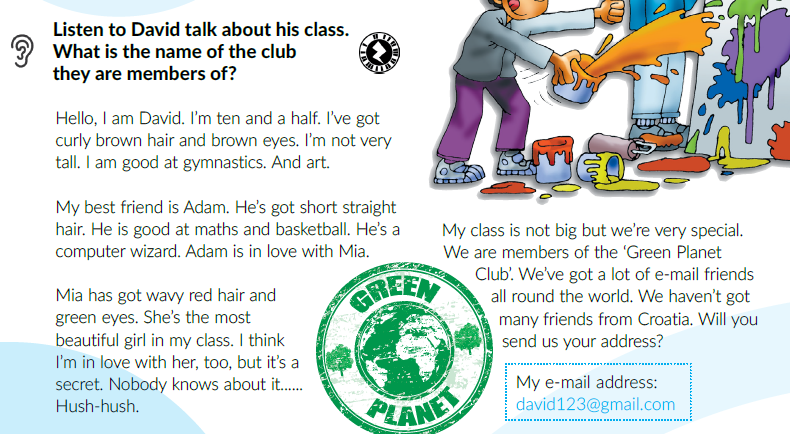 Listen to David talk about his class.
What is the name of the club
they are members of?
Hello, I am David. I'm ten and a half. I've got
curly brown hair and brown eyes. I'm not very
tall. I am good at gymnastics. And art.
My best friend is Adam. He's got short straight
hair. He is good at maths and basketball. He's a
computer wizard. Adam is in love with Mia.
Mia has got wavy red hair and
green eyes. She's the most
beautiful girl in my class. I think
I'm in love with her, too, but it's a
secret. Nobody knows about it......
Hush-hush.
GREEN
PLANET
My class is not big but we're very special.
We are members of the ‘Green Planet
Club’. We've got a lot of e-mail friends
all round the world. We haven't got
many friends from Croatia. Will you
send us your address?
My e-mail address:
david123@gmail.com